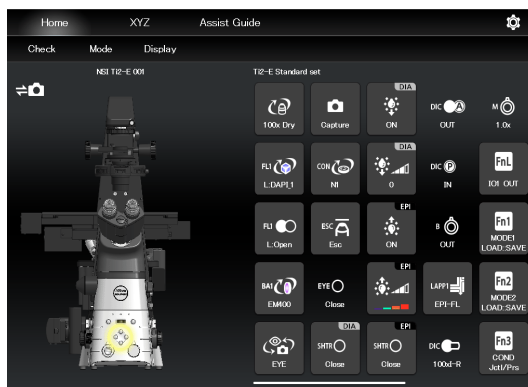 Home XYZ Assist Guide
Check Mode Display
NSI Ti2-E 001
Ti2-E Standard set
DIA
100x Dry
Capture
ON
DIC
OUT
M
1.0x
DIA
FL1
L:DAPI_1
CON
N1
0
DIC P
IN
FnL
IO1 OUT
EPI
FL1
L:Open
ESC
Esc
ON
B
OUT
Fn1
MODE1
LOAD:SAVE
EPI
BA1
EM400
EYE
Close
LAPP1
EPI-FL
Fn2
MODE2
LOAD:SAVE
EYE
DIA
SHTR
Close
EPI
SHTR
Close
DIC
100xI-R
Fn3
COND
Jctl/Prs